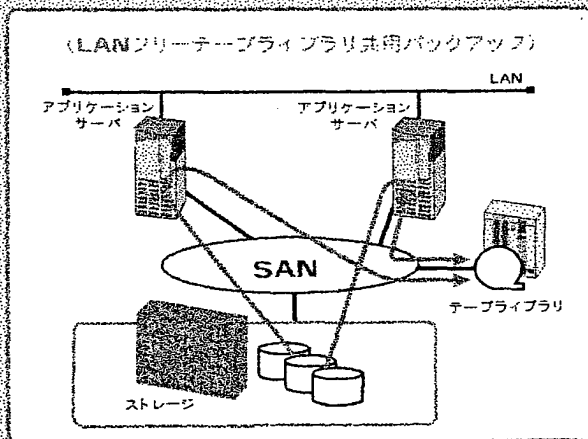 (LANフリーテープライブラリ共用バックアップ)
LAN
アプリケーション
サーバ
アプリケーション
サーバ
SAN
テープライブラリ
ストレージ